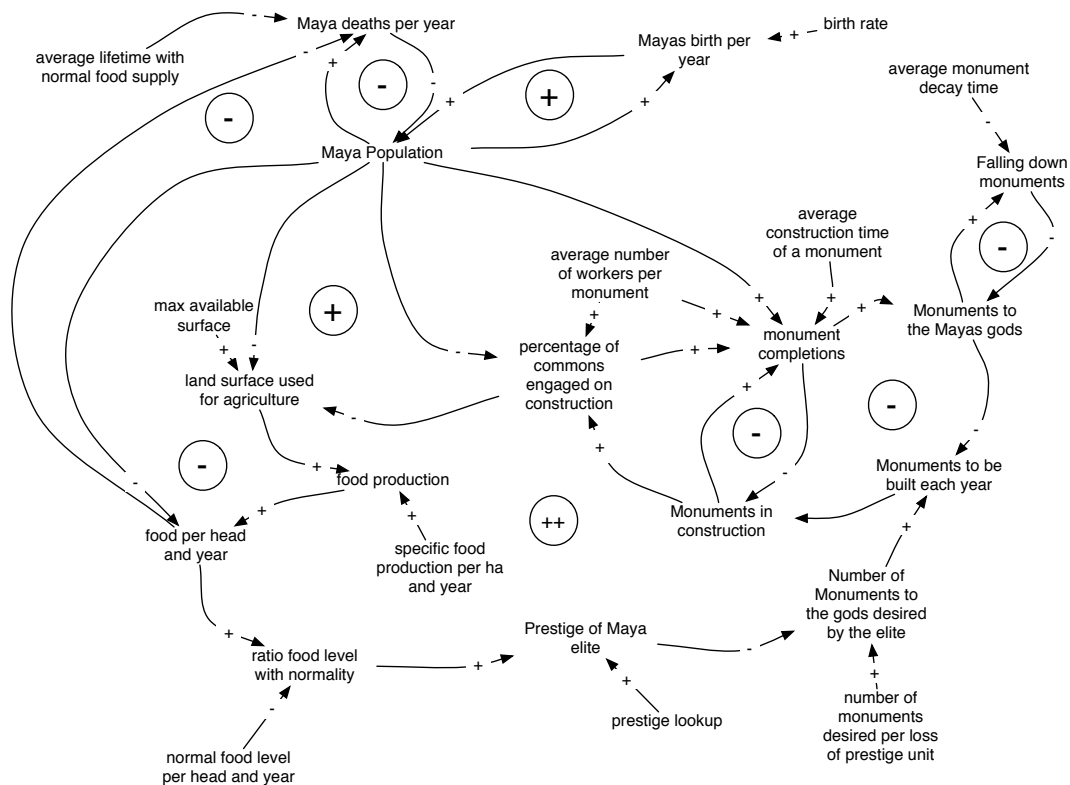 Maya deaths per year
average lifetime with
normal food supply
Mayas birth per
year
birth rate
average monument
decay time
Maya Population
Falling down
monuments
average
construction time
of a monument
average number
of workers per
monument
max available
surface
Monuments to
the Mayas gods
monument
completions
percentage of
commons
engaged on
construction
land surface used
for agriculture
food production
Monuments to be
built each year
Monuments in
construction
food per head
and year
specific food
production per ha
and year
Number of
Monuments to
the gods desired
by the elite
Prestige of Maya
elite
ratio food level
with normality
prestige lookup
number of
monuments
desired per loss
of prestige unit
normal food level
per head and year
-
-
+
-
-
-
+
+
+
+
-
-
+
-
-
+
+
+
-
+
+
+
+
+
-
-
+
-
+
-
-
-
+
-
-
-
+
+
+
+
++
+
+
+
-
+
+
-